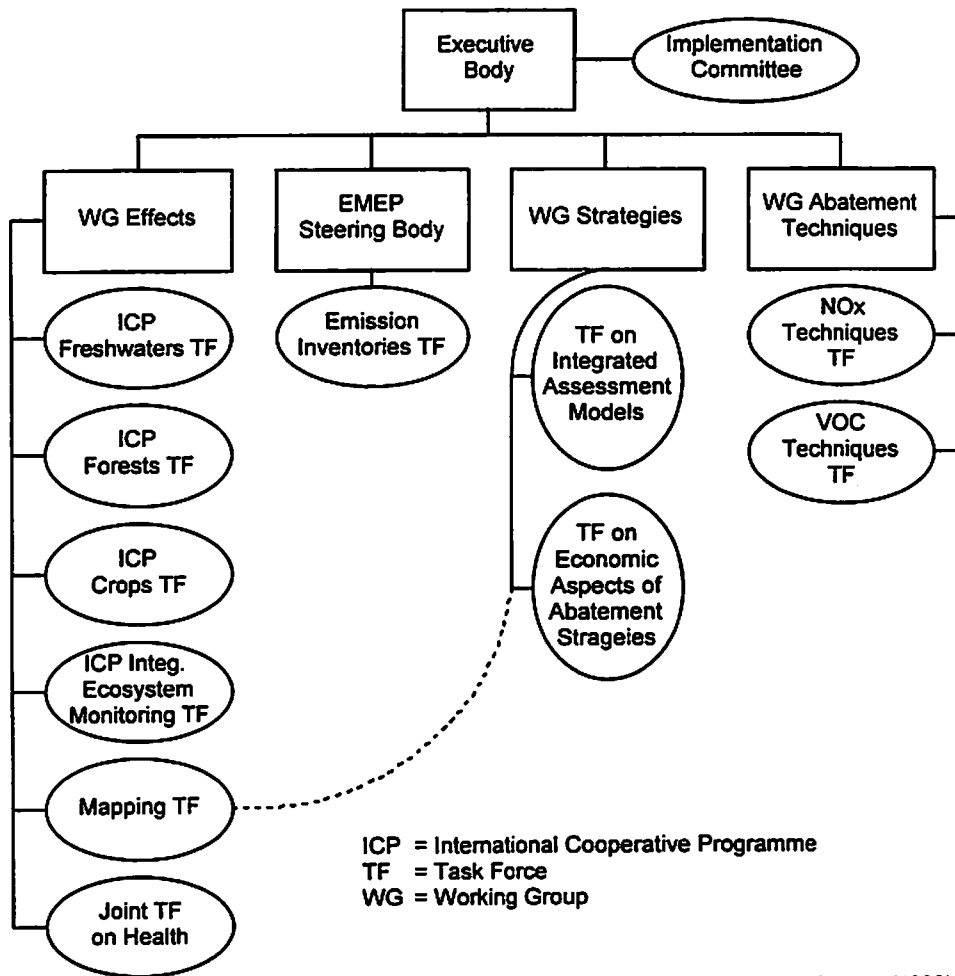 Executive
Body
Implementation
Committee
WG Effects
EMEP
Steering Body
WG Strategies
WG Abatement
Techniques
ICP
Freshwaters TF
ICP
Forests TF
ICP
Crops TF
ICP Integ.
Ecosystem
Monitoring TF
Mapping TF
Joint TF
on Health
Emission
Inventories TF
TF on
Integrated
Assessment
Models
TF on
Economic
Aspects of
Abatement
Strageies
NOx
Techniques
TF
VOC
Techniques
TF
ICP = International Cooperative Programme
TF = Task Force
WG = Working Group